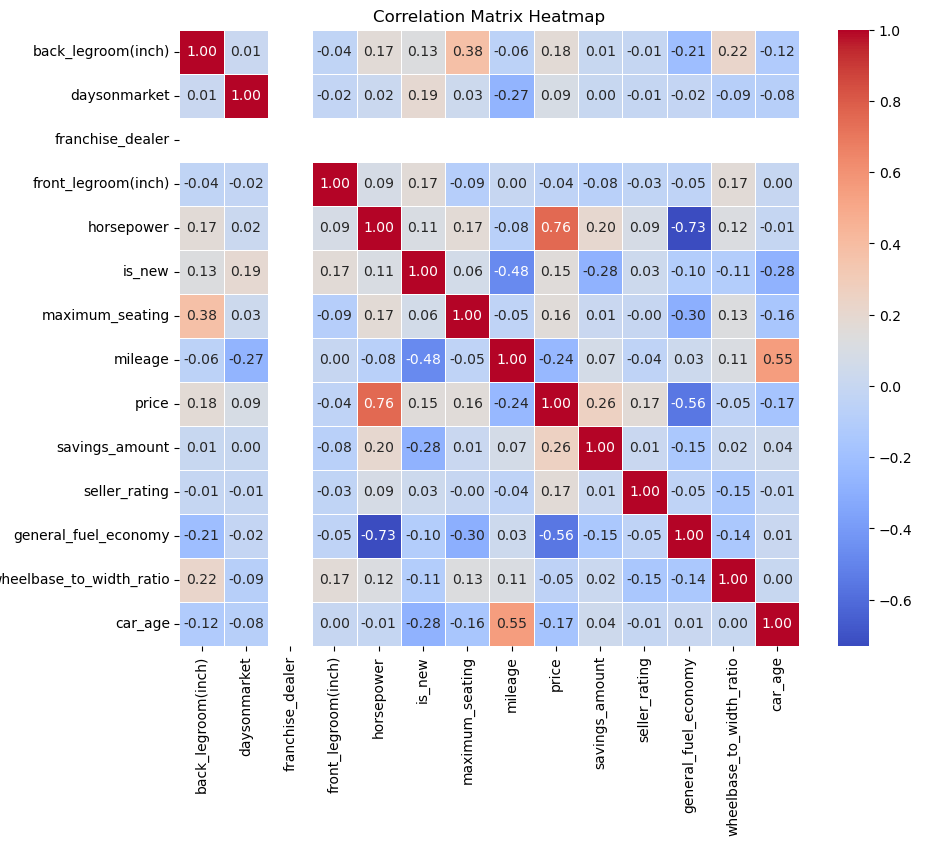 Correlation Matrix Heatmap
back_legroom(inch) 1.00 0.01 -0.04 0.17 0.13 0.38 -0.06 0.18 0.01 -0.01 -0.21 0.22 -0.12
daysonmarket 0.01 1.00 -0.02 0.02 0.19 0.03 -0.27 0.09 0.00 -0.01 -0.02 -0.09 -0.08
franchise_dealer
front_legroom(inch) -0.04 -0.02 1.00 0.09 0.17 -0.09 0.00 -0.04 -0.08 -0.03 -0.05 0.17 0.00
horsepower 0.17 0.02 0.09 1.00 0.11 0.17 -0.08 0.76 0.20 0.09 -0.73 0.12 -0.01
is_new 0.13 0.19 0.17 0.11 1.00 0.06 -0.48 0.15 -0.28 0.03 -0.10 -0.11 -0.28
maximum_seating 0.38 0.03 -0.09 0.17 0.06 1.00 -0.05 0.16 0.01 -0.00 -0.30 0.13 -0.16
mileage -0.06 -0.27 0.00 -0.08 -0.48 -0.05 1.00 -0.24 0.07 -0.04 0.03 0.11 0.55
price 0.18 0.09 -0.04 0.76 0.15 0.16 -0.24 1.00 0.26 0.17 -0.56 -0.05 -0.17
savings_amount 0.01 0.00 -0.08 0.20 -0.28 0.01 0.07 0.26 1.00 0.01 -0.15 0.02 0.04
seller_rating -0.01 -0.01 -0.03 0.09 0.03 -0.00 -0.04 0.17 0.01 1.00 -0.05 -0.15 -0.01
general_fuel_economy -0.21 -0.02 -0.05 -0.73 -0.10 -0.30 0.03 -0.56 -0.15 -0.05 1.00 -0.14 0.01
heelbase_to_width_ratio 0.22 -0.09 0.17 0.12 -0.11 0.13 0.11 -0.05 0.02 -0.15 -0.14 1.00 0.00
car_age -0.12 -0.08 0.00 -0.01 -0.28 -0.16 0.55 -0.17 0.04 -0.01 0.01 0.00 1.00
back_legroom(inch)
daysonmarket
franchise_dealer
front_legroom(inch)
horsepower
is_new
maximum_seating
mileage
price
savings_amount
seller_rating
general_fuel_economy
wheelbase_to_width_ratio
car_age
1.0
0.8
0.6
0.4
0.2
0.0
−0.2
−0.4
−0.6